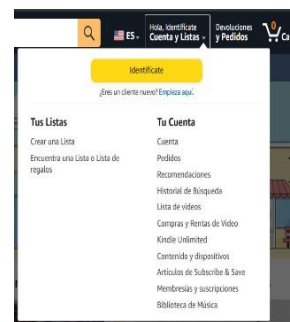 ES
Hola, Identifícate
Cuenta y Listas
Devoluciones
y Pedidos
0
Ca
Identifícate
¿Eres un cliente nuevo? Empieza aquí.
Tus Listas
Crear una Lista
Encuentra una Lista o Lista de
regalos
Tu Cuenta
Cuenta
Pedidos
Recomendaciones
Historial de Búsqueda
Lista de videos
Compras y Rentas de Video
Kindle Unlimited
Contenido y dispositivos
Artículos de Subscribe & Save
Membresías y suscripciones
Biblioteca de Música